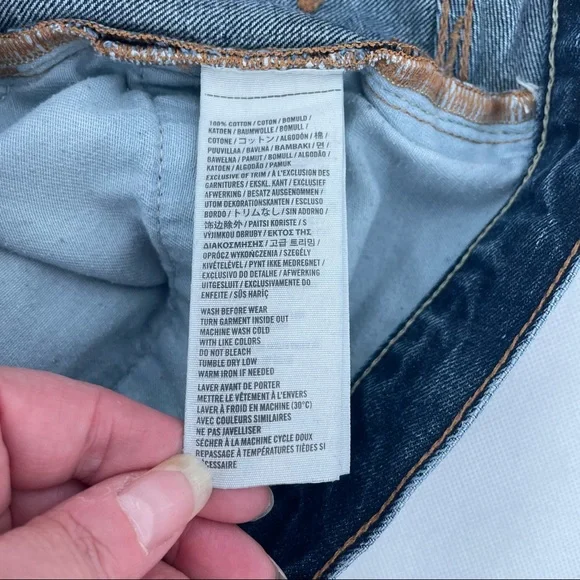 100% COTTON / COTON / BOMULD /
KATOEN / BAUMWOLLE / BOMULL /
COTONE / コットン / ALGODÓN / 棉 /
PUUVILLAA / BAVLNA / BAMBAKI / 면 /
BAWEŁNA / PAMUT / BOMULL / ALGODÃO /
KATOEN / ALGODÃO / PAMUK
EXCLUSIVE OF TRIM / A L'EXCLUSION DES
GARNITURES / EKSKL. KANT / EXCLUSIEF
AFWERKING / BESATZ AUSGENOMMEN /
UTOM DEKORATIONSKANTEN / ESCLUSO
BORDO / トリムなし / SIN ADORNO /
饰边除外 / PAITSI KORISTE / S
VÝJIMKOU OBRUBY / ΕΚΤΟΣ ΤΗΣ
ΔΙΑΚΟΣΜΗΣΗΣ / 고급 트리밍 /
OPRÓCZ WYKOŃCZENIA / SZEGÉLY
KIVÉTELÉVEL / PYNT IKKE MEDREGNET /
EXCLUSIVO DO DETALHE / AFWERKING
UITGESLUIT / EXCLUSIVAMENTE DO
ENFEITE / SÜS HARİÇ
WASH BEFORE WEAR
TURN GARMENT INSIDE OUT
MACHINE WASH COLD
WITH LIKE COLORS
DO NOT BLEACH
TUMBLE DRY LOW
WARM IRON IF NEEDED
LAVER AVANT DE PORTER
METTRE LE VÊTEMENT À L'ENVERS
LAVER À FROID EN MACHINE (30°C)
AVEC COULEURS SIMILAIRES
NE PAS JAVELLISER
SÉCHER À LA MACHINE CYCLE DOUX
REPASSAGE À TEMPÉRATURES TIÈDES SI
NÉCESSAIRE